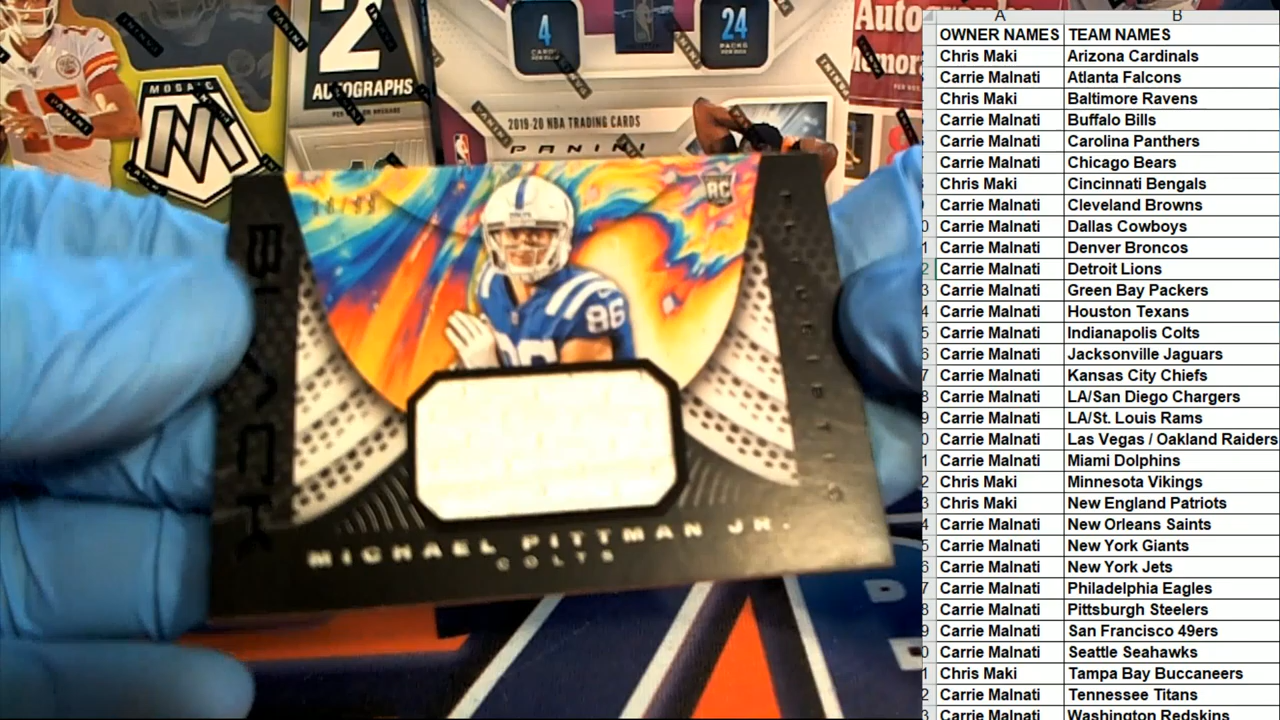 MOSAIC
M
2
AUTOGRAPHS
4
CARDS
PER PACK
24
PACKS
PER BOX
Autographs
2019-20 NBA TRADING CARDS
PANINI
RC
BLACK
86
MICHAEL PITTMAN JR.
COLTS
A B
OWNER NAMES TEAM NAMES
Chris Maki Arizona Cardinals
Carrie Malnati Atlanta Falcons
Chris Maki Baltimore Ravens
Carrie Malnati Buffalo Bills
Carrie Malnati Carolina Panthers
Carrie Malnati Chicago Bears
Chris Maki Cincinnati Bengals
Carrie Malnati Cleveland Browns
Carrie Malnati Dallas Cowboys
Carrie Malnati Denver Broncos
Carrie Malnati Detroit Lions
Carrie Malnati Green Bay Packers
Carrie Malnati Houston Texans
Carrie Malnati Indianapolis Colts
Carrie Malnati Jacksonville Jaguars
Carrie Malnati Kansas City Chiefs
Carrie Malnati LA/San Diego Chargers
Carrie Malnati LA/St. Louis Rams
Carrie Malnati Las Vegas / Oakland Raiders
Carrie Malnati Miami Dolphins
Chris Maki Minnesota Vikings
Chris Maki New England Patriots
Carrie Malnati New Orleans Saints
Carrie Malnati New York Giants
Carrie Malnati New York Jets
Carrie Malnati Philadelphia Eagles
Carrie Malnati Pittsburgh Steelers
Carrie Malnati San Francisco 49ers
Carrie Malnati Seattle Seahawks
Chris Maki Tampa Bay Buccaneers
Carrie Malnati Tennessee Titans
Carrie Malnati Washington Redskins